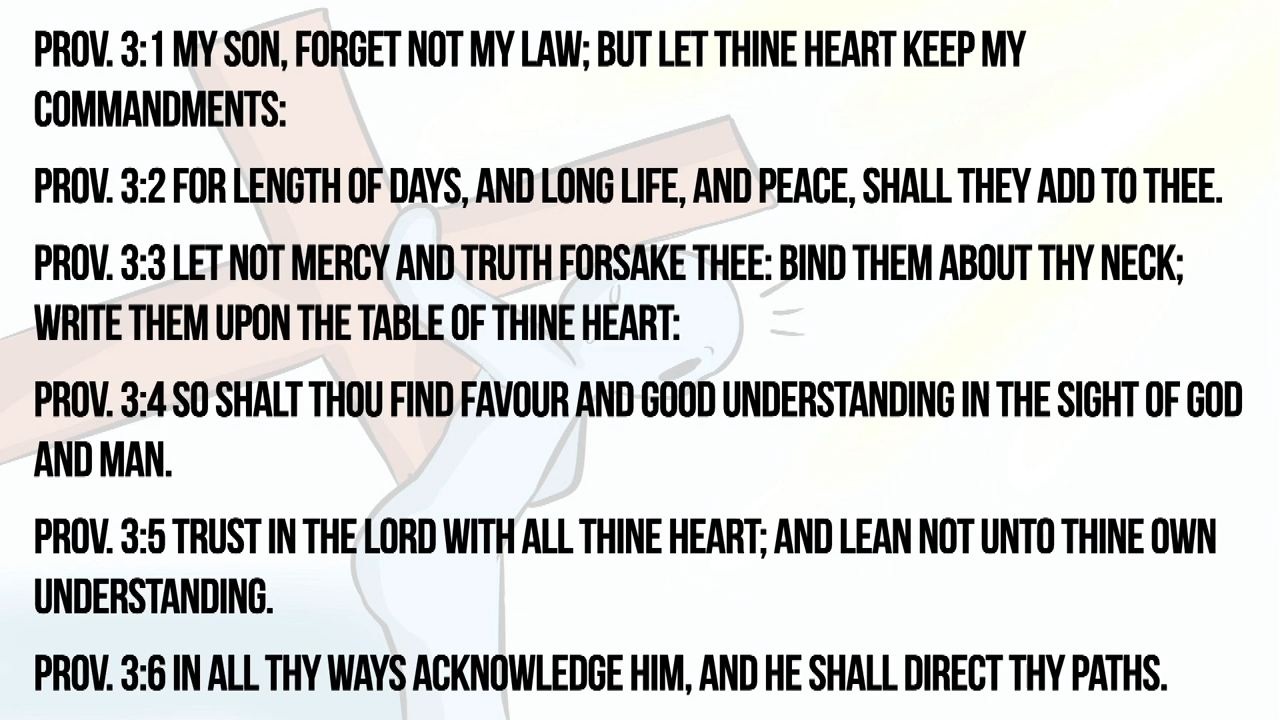 PROV. 3:1 MY SON, FORGET NOT MY LAW; BUT LET THINE HEART KEEP MY
COMMANDMENTS:
PROV. 3:2 FOR LENGTH OF DAYS, AND LONG LIFE, AND PEACE, SHALL THEY ADD TO THEE.
PROV. 3:3 LET NOT MERCY AND TRUTH FORSAKE THEE: BIND THEM ABOUT THY NECK;
WRITE THEM UPON THE TABLE OF THINE HEART:
PROV. 3:4 SO SHALT THOU FIND FAVOUR AND GOOD UNDERSTANDING IN THE SIGHT OF GOD
AND MAN.
PROV. 3:5 TRUST IN THE LORD WITH ALL THINE HEART; AND LEAN NOT UNTO THINE OWN
UNDERSTANDING.
PROV. 3:6 IN ALL THY WAYS ACKNOWLEDGE HIM, AND HE SHALL DIRECT THY PATHS.